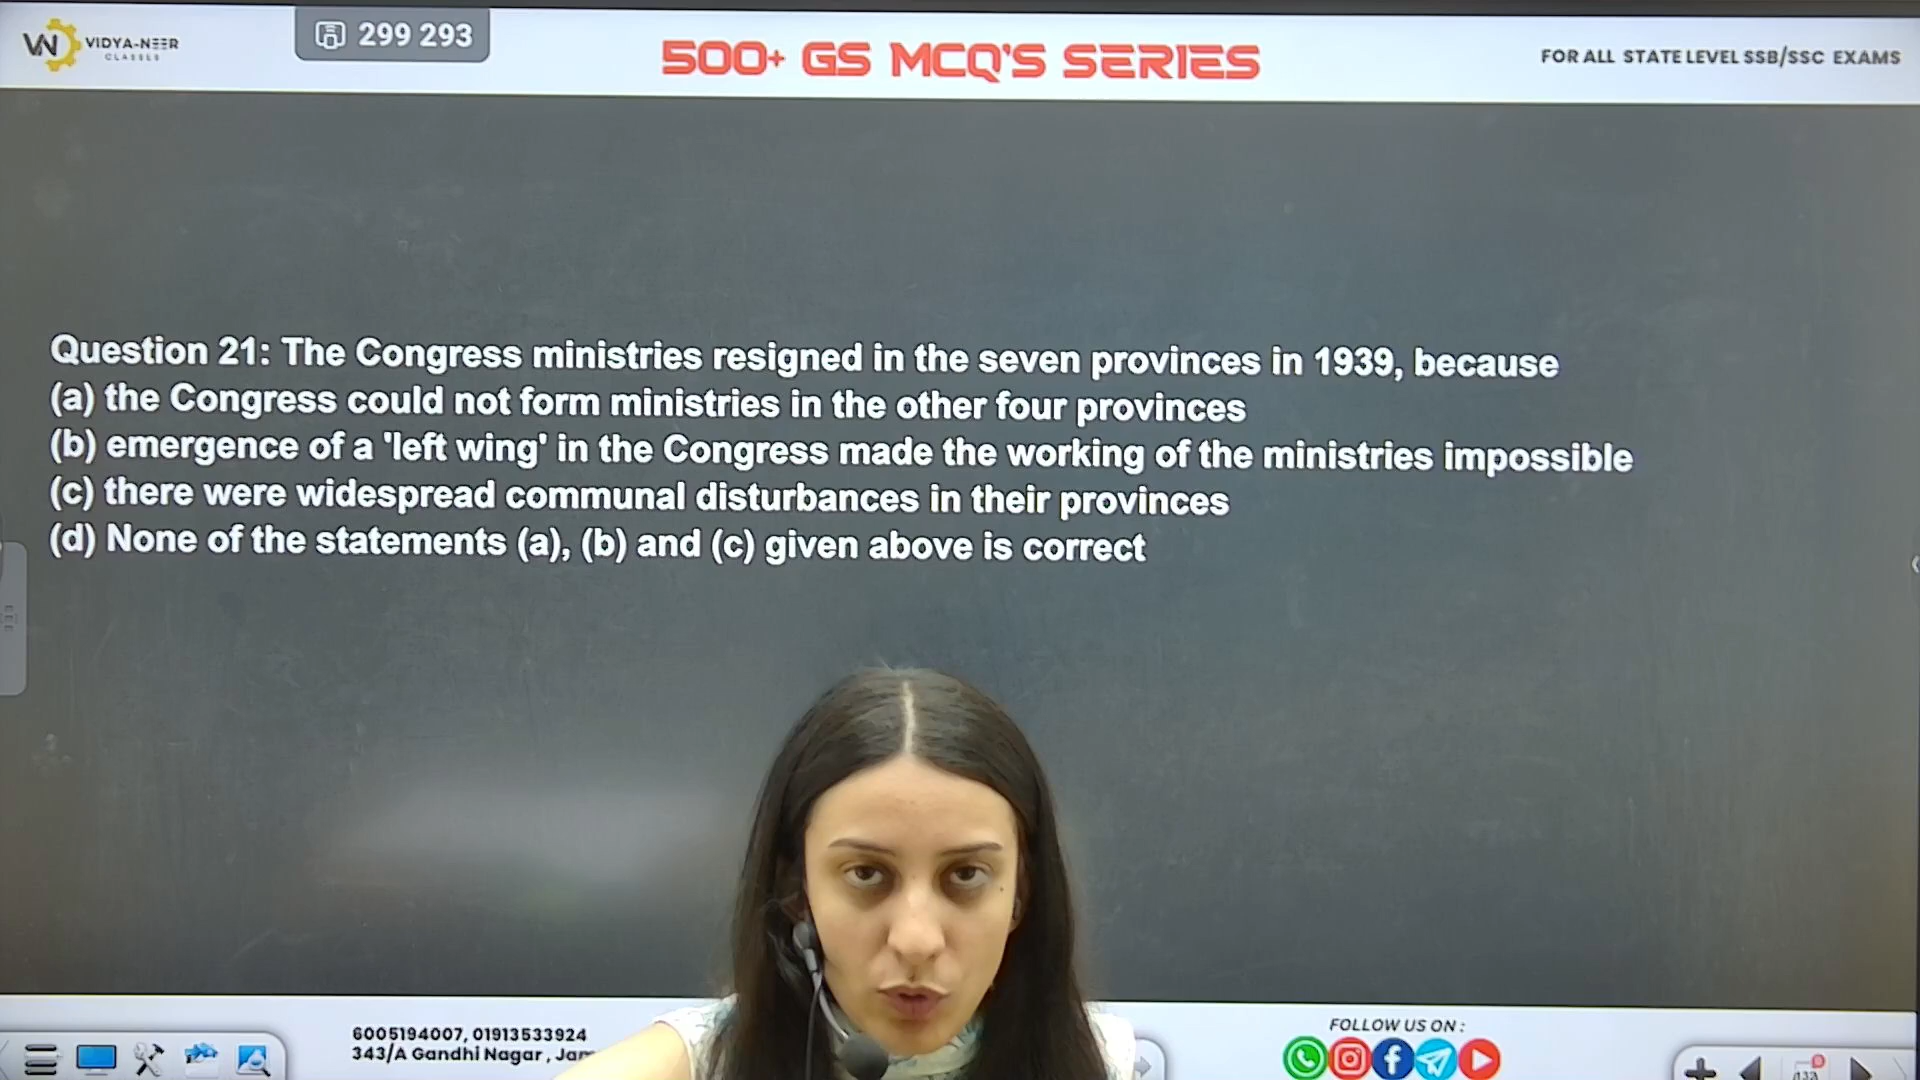 VN VIDYA-NEER
CLASSES
299 293
500+ GS MCQ'S SERIES
FOR ALL STATE LEVEL SSB/SSC EXAMS
Question 21: The Congress ministries resigned in the seven provinces in 1939, because
(a) the Congress could not form ministries in the other four provinces
(b) emergence of a 'left wing' in the Congress made the working of the ministries impossible
(c) there were widespread communal disturbances in their provinces
(d) None of the statements (a), (b) and (c) given above is correct
6005194007, 01913533924
343/A Gandhi Nagar, Jam
FOLLOW US ON :